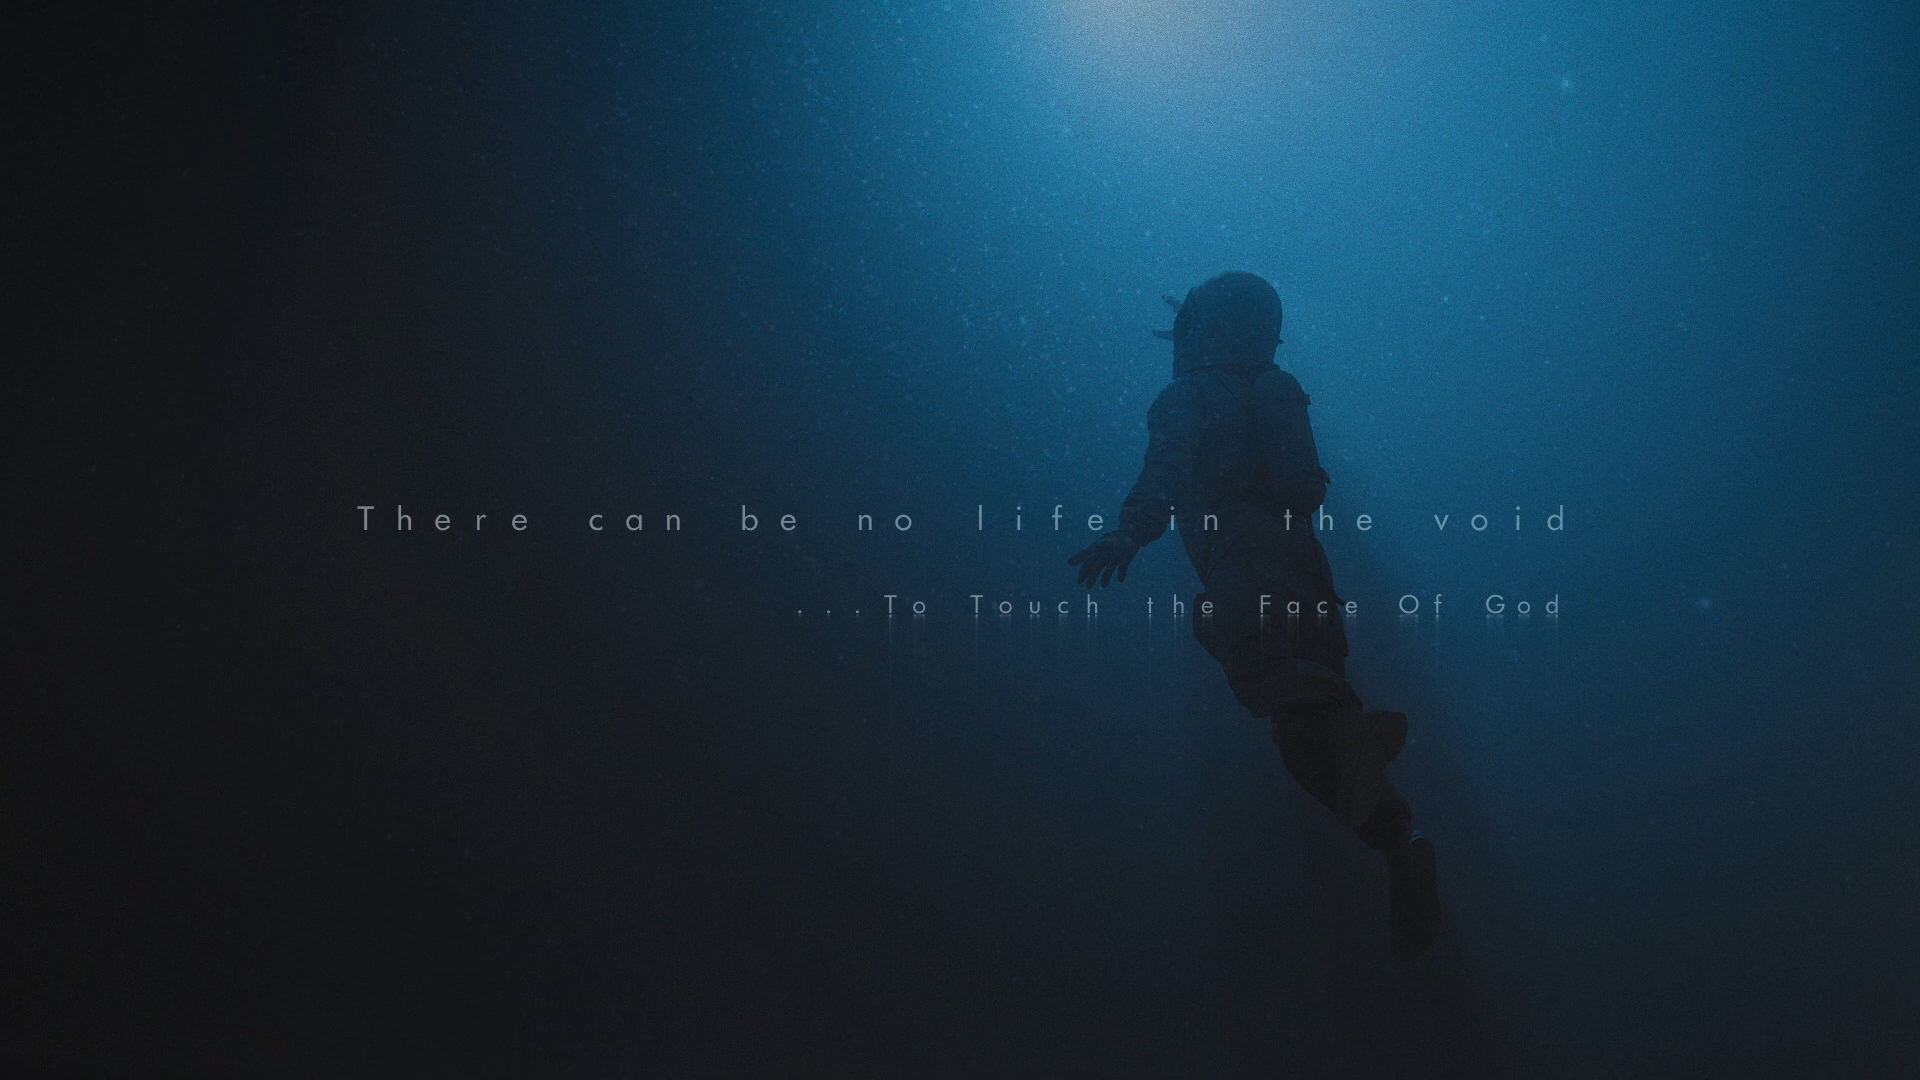 There can be no life in the void
...To Touch the Face Of God